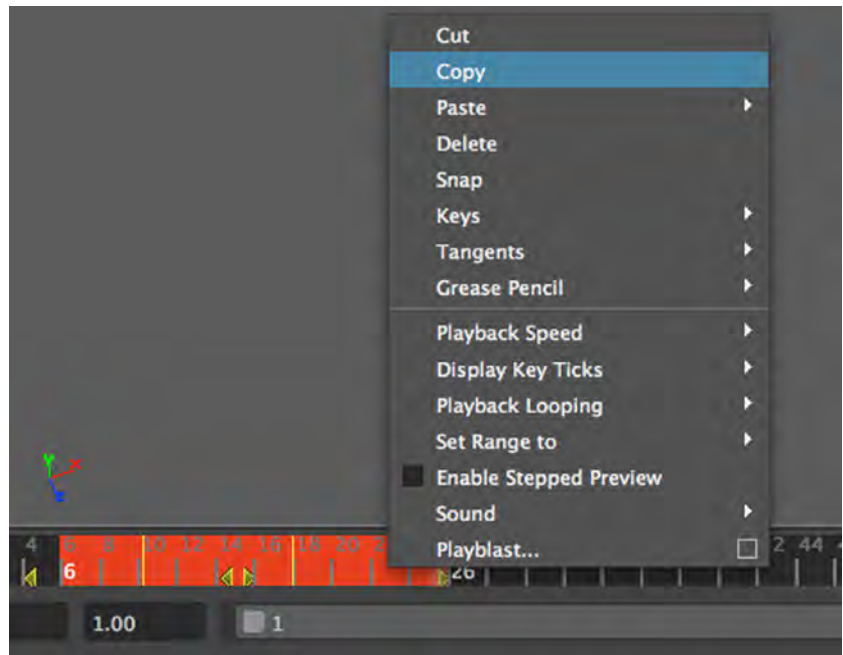 Cut
Copy
Paste
Delete
Snap
Keys
Tangents
Grease Pencil
Playback Speed
Display Key Ticks
Playback Looping
Set Range to
Enable Stepped Preview
Sound
Playblast...
Y X
Z
4 6 8 10 12 14 16 18 20 2 2 44 4
6 26
1.00 1